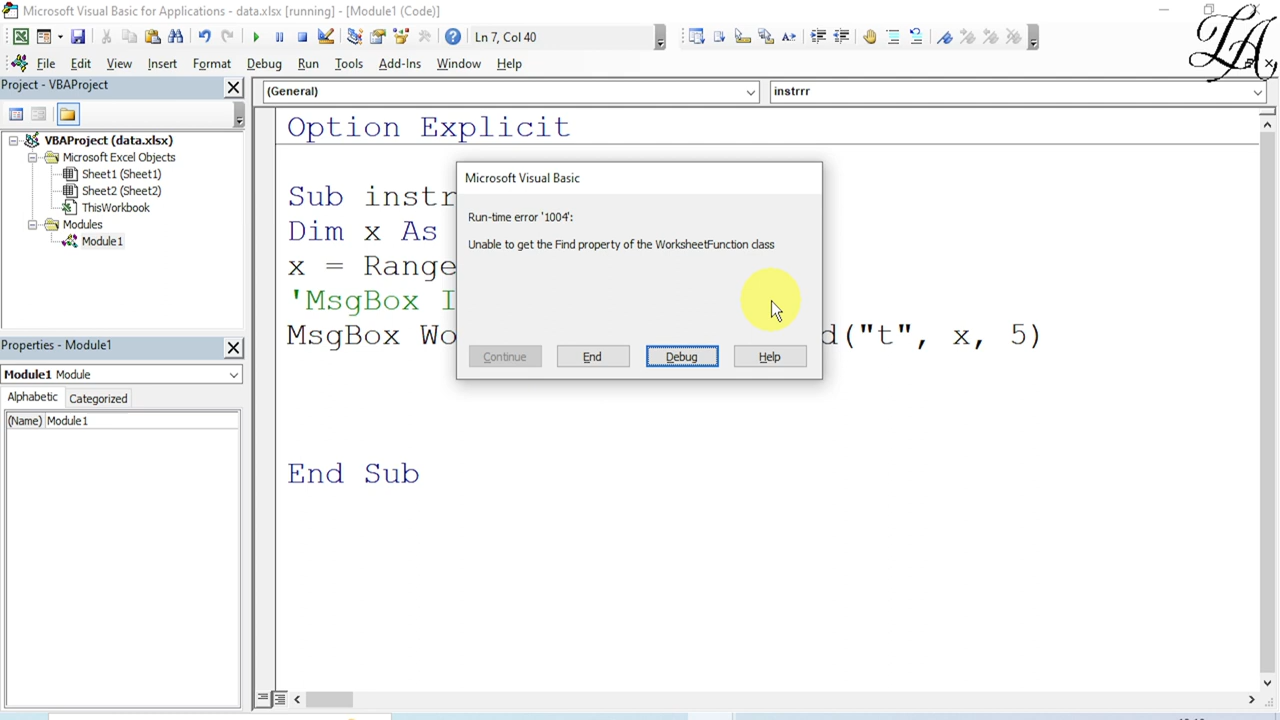 Microsoft Visual Basic for Applications - data.xlsx [running] - [Module1 (Code)]
Ln 7, Col 40
File Edit View Insert Format Debug Run Tools Add-Ins Window Help
LA
Project - VBAProject
VBAProject (data.xlsx)
Microsoft Excel Objects
Sheet1 (Sheet1)
Sheet2 (Sheet2)
ThisWorkbook
Modules
Module1
Properties - Module1
Module1 Module
Alphabetic Categorized
(Name) Module1
(General) instrrr
Option Explicit
Sub instr
Dim x As
x = Range
'MsgBox I
MsgBox Wo d("t", x, 5)
End Sub
Microsoft Visual Basic
Run-time error '1004':
Unable to get the Find property of the WorksheetFunction class
Continue End Debug Help